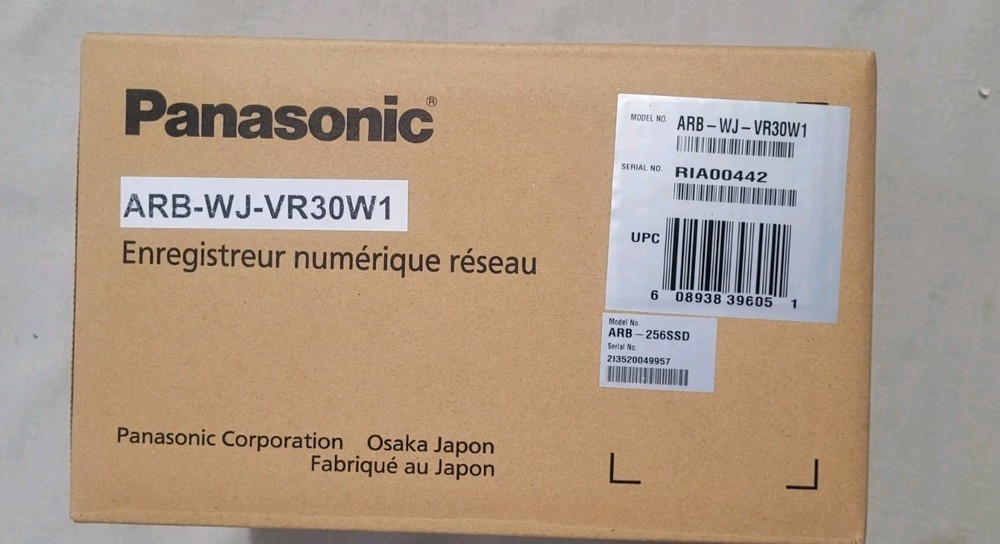 Panasonic®
ARB-WJ-VR30W1
Enregistreur numérique réseau
Panasonic Corporation Osaka Japon
Fabriqué au Japon
MODEL NO. ARB-WJ-VR30W1
SERIAL NO. RIA00442
UPC
6 08938 39605 1
Model No.
ARB-256SSD
Serial No.
213520049957